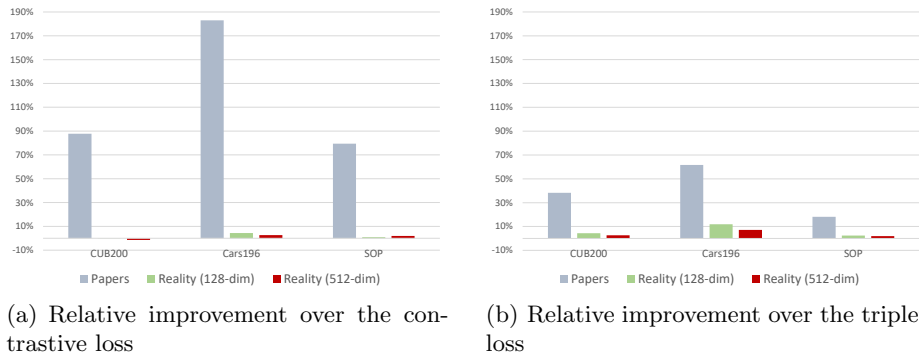 190%
170%
150%
130%
110%
90%
70%
50%
30%
10%
-10%
CUB200 Cars196 SOP
Papers Reality (128-dim) Reality (512-dim)
(a) Relative improvement over the con-
trastive loss
190%
170%
150%
130%
110%
90%
70%
50%
30%
10%
-10%
CUB200 Cars196 SOP
Papers Reality (128-dim) Reality (512-dim)
(b) Relative improvement over the triple
loss